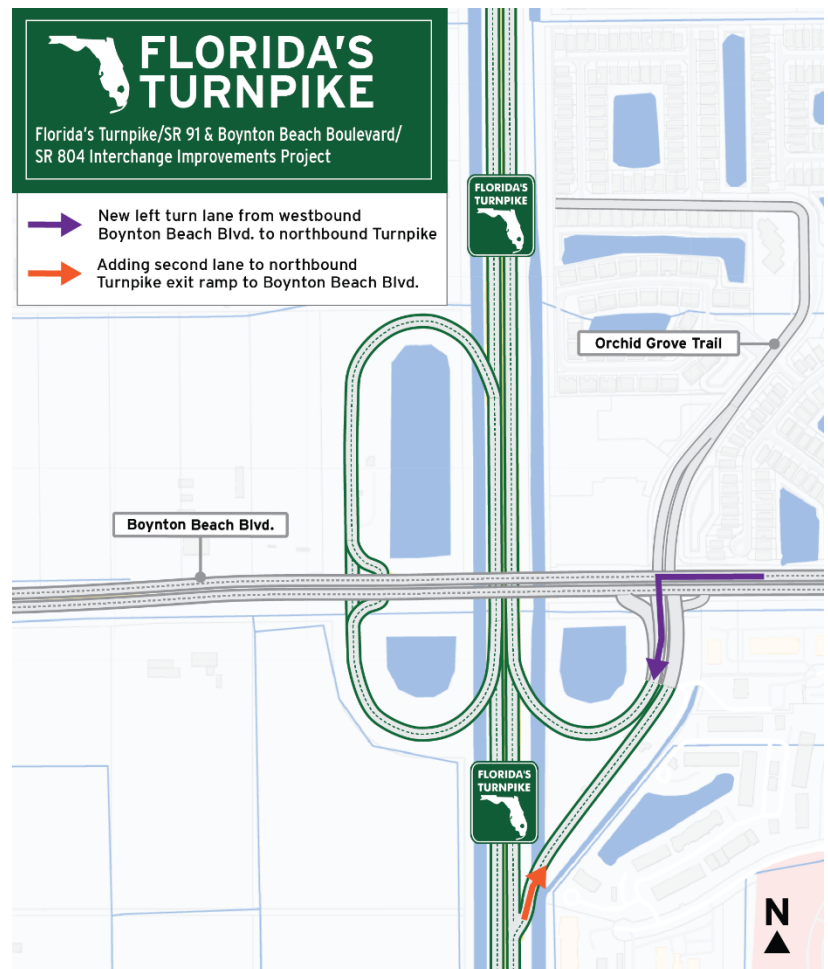 FLORIDA'S
TURNPIKE
Florida's Turnpike/SR 91 & Boynton Beach Boulevard/
SR 804 Interchange Improvements Project
New left turn lane from westbound
Boynton Beach Blvd. to northbound Turnpike
Adding second lane to northbound
Turnpike exit ramp to Boynton Beach Blvd.
FLORIDA'S
TURNPIKE
Orchid Grove Trail
Boynton Beach Blvd.
FLORIDA'S
TURNPIKE
N